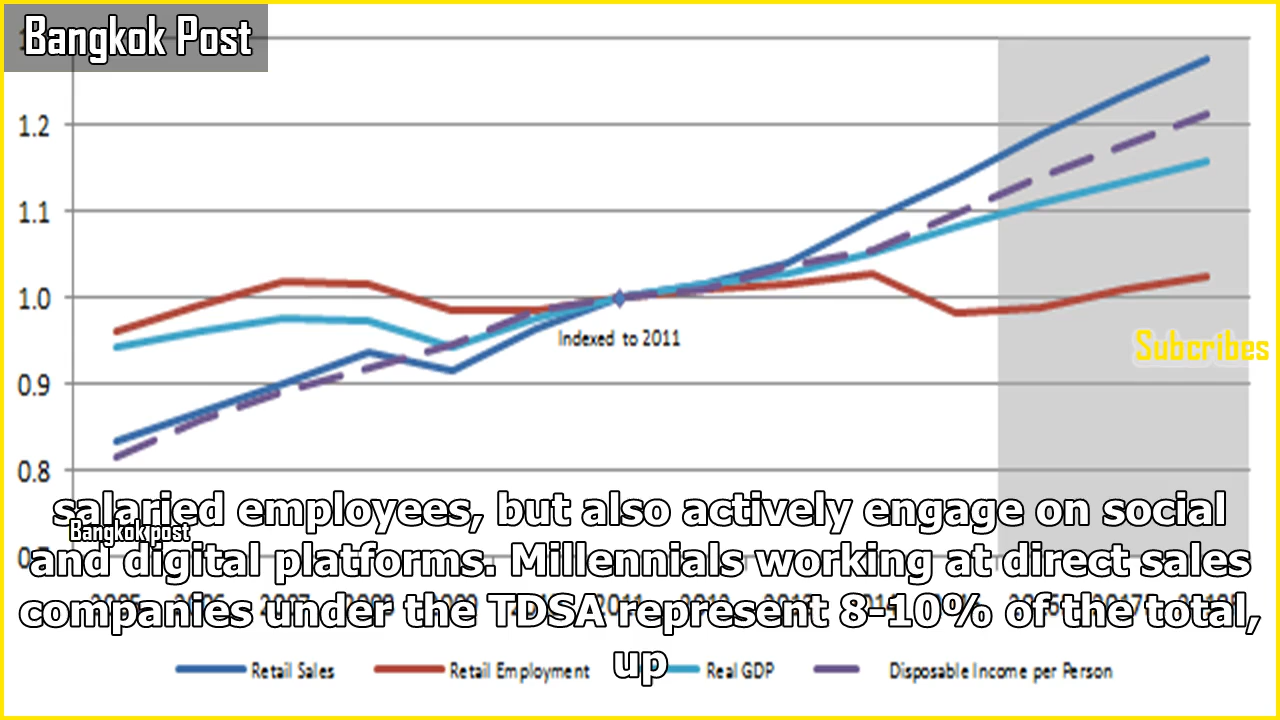 Bangkok Post
1.2
1.1
1.0
0.9
0.8
Indexed to 2011
Subcribes
salaried employees, but also actively engage on social
Bangkok post
and digital platforms. Millennials working at direct sales
companies under the TDSA represent 8-10% of the total,
up
Retail Sales Retail Employment Real GDP Disposable Income per Person